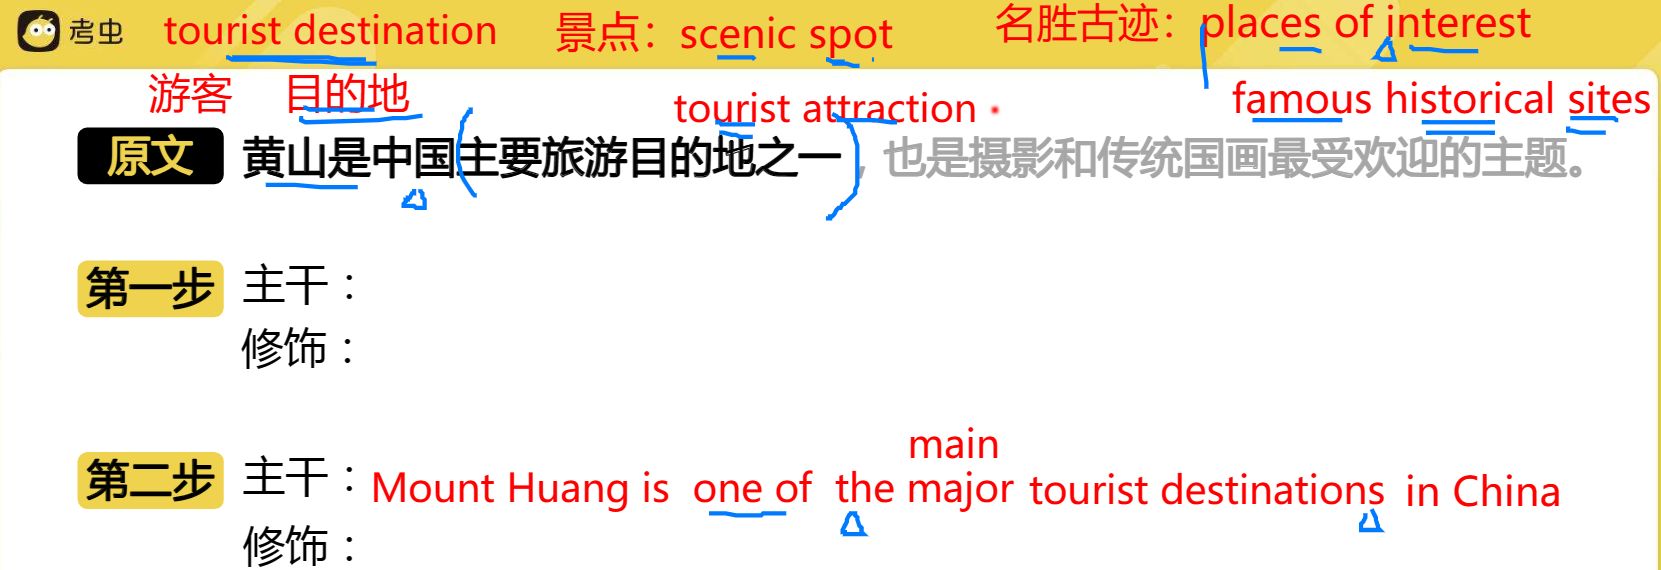 考虫 tourist destination 景点：scenic spot 名胜古迹：places of interest
游客 目的地 tourist attraction famous historical sites
原文 黄山是中国主要旅游目的地之一，也是摄影和传统国画最受欢迎的主题。
第一步 主干：
修饰：
main
第二步 主干：Mount Huang is one of the major tourist destinations in China
修饰：